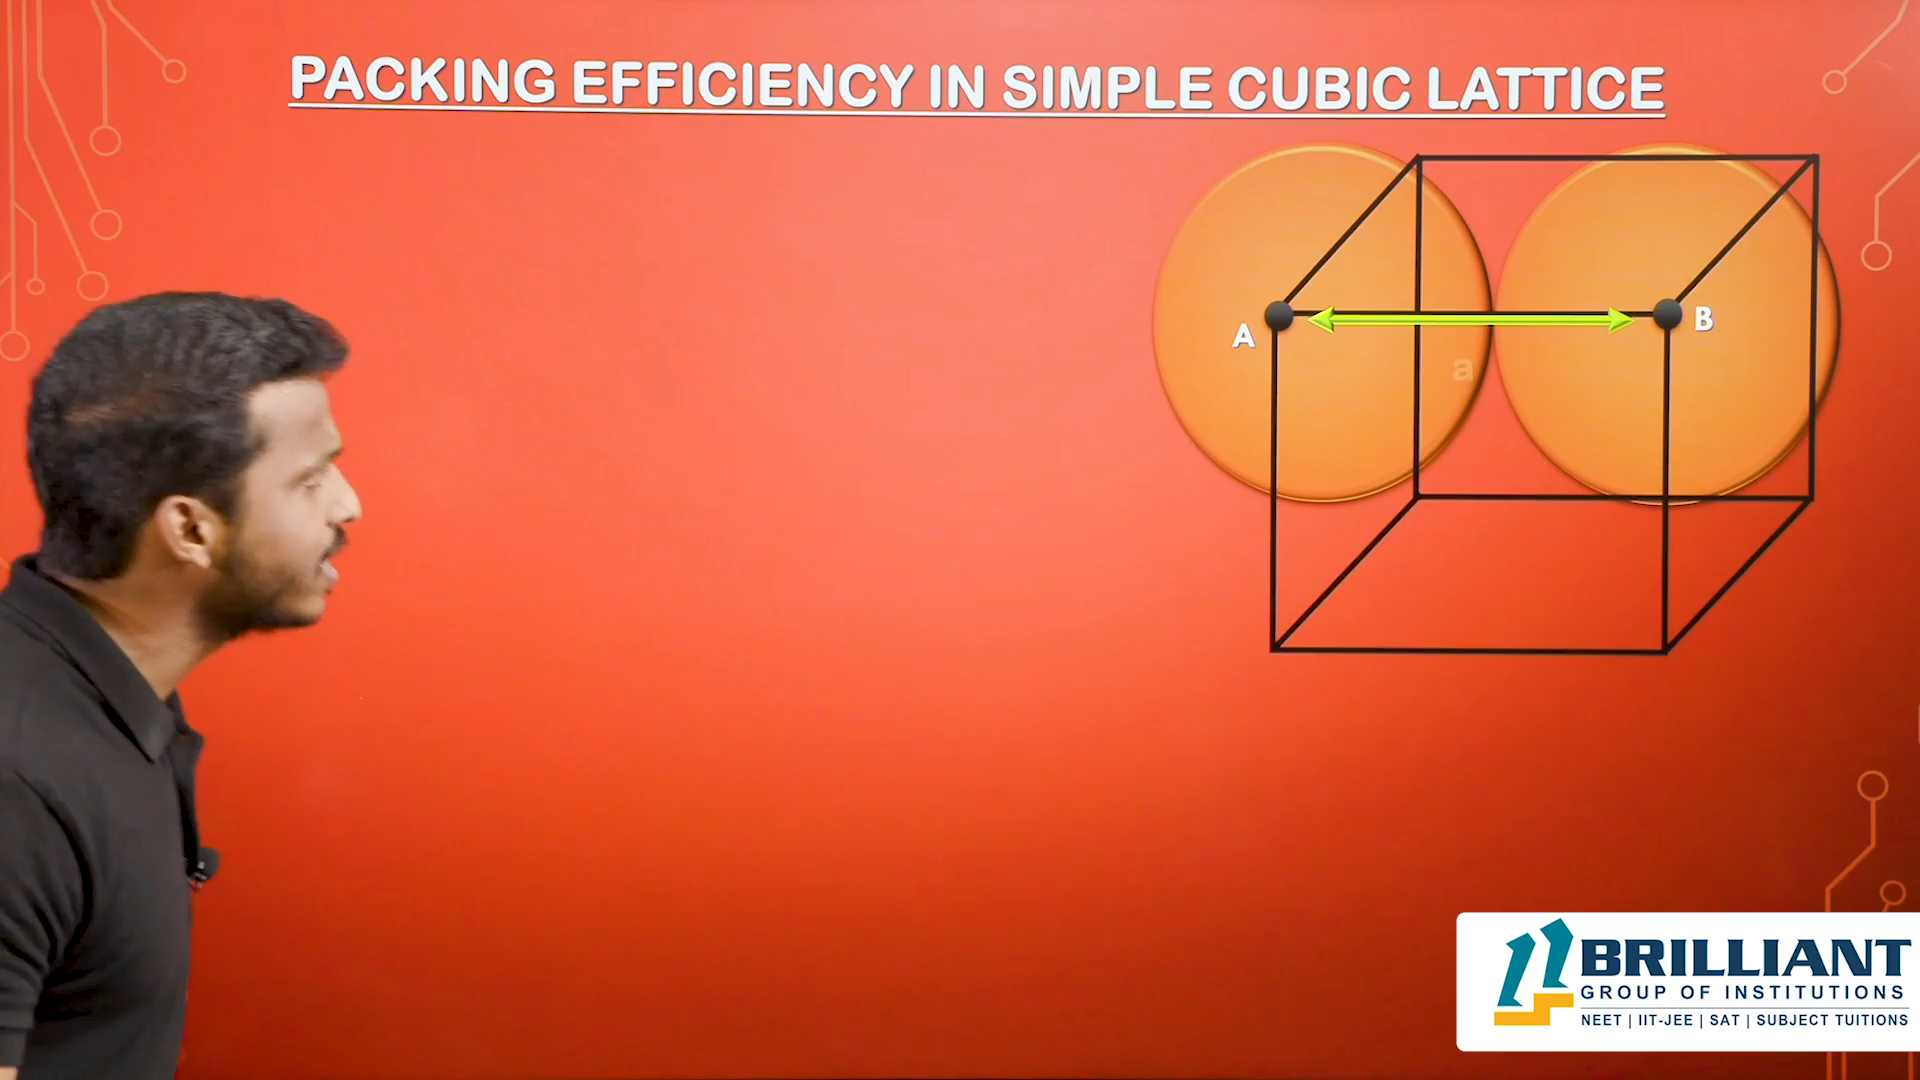 PACKING EFFICIENCY IN SIMPLE CUBIC LATTICE
A
B
a
BRILLIANT
GROUP OF INSTITUTIONS
NEET | IIT-JEE | SAT | SUBJECT TUITIONS